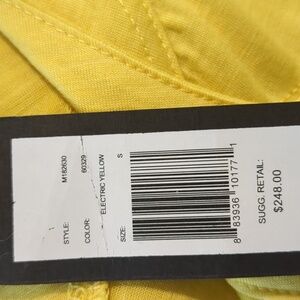 STYLE: M182630
COLOR: 60329
ELECTRIC YELLOW
SIZE: S
8 83936 10177 1
SUGG. RETAIL:
$248.00